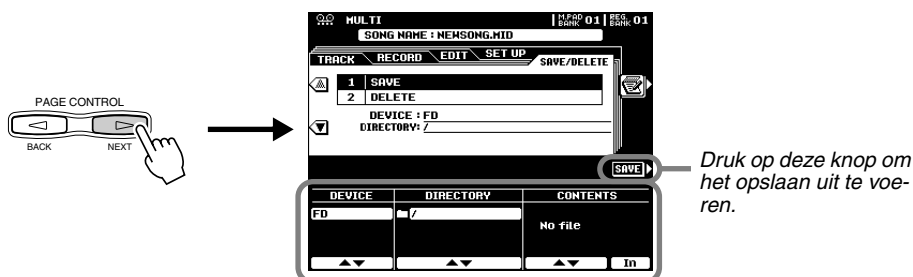 MULTI
M.PAD BANK 01
REG. BANK 01
SONG NAME : NEWSONG.MID
TRACK
RECORD
EDIT
SET UP
SAVE/DELETE
1 SAVE
2 DELETE
DEVICE : FD
DIRECTORY: /
PAGE CONTROL
BACK
NEXT
SAVE
Druk op deze knop om
het opslaan uit te voe-
ren.
DEVICE
DIRECTORY
CONTENTS
FD
/
No file
In